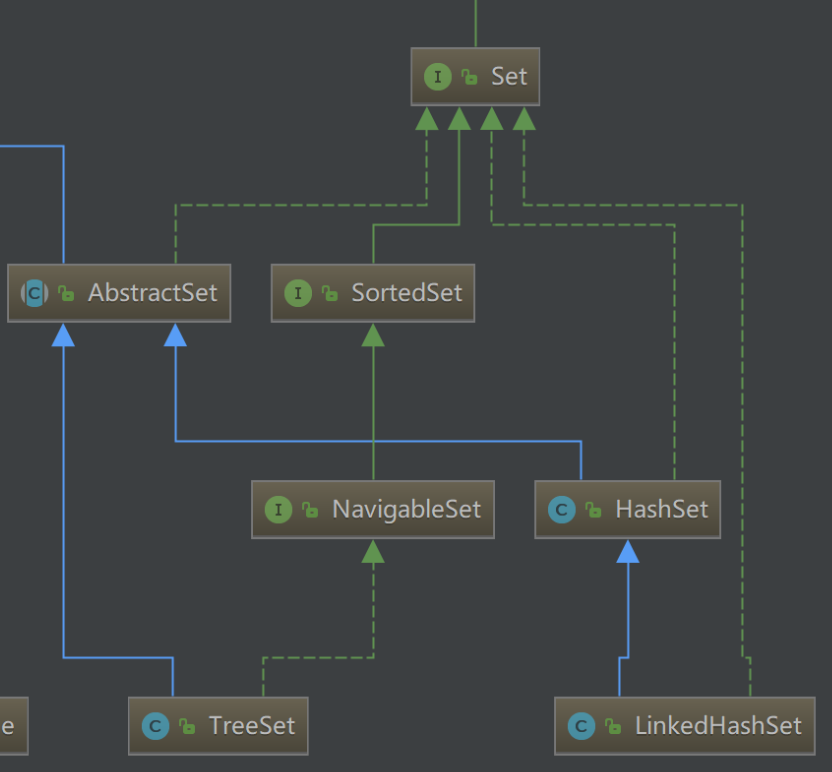 I Set
C AbstractSet
I SortedSet
I NavigableSet
C HashSet
e
C TreeSet
C LinkedHashSet